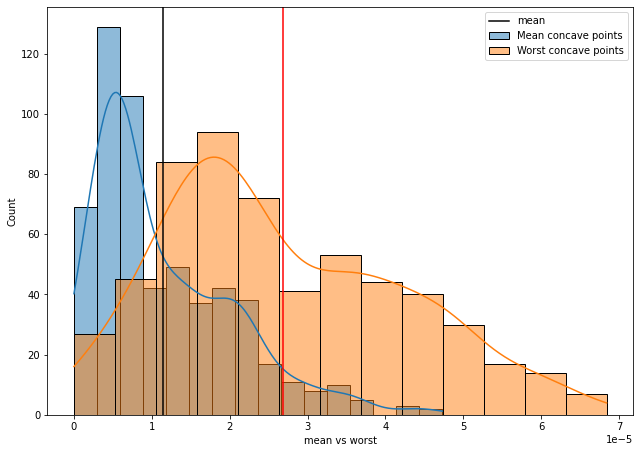 mean
Mean concave points
Worst concave points
120
100
80
60
40
20
0
Count
0 1 2 3 4 5 6 7
1e−5
mean vs worst